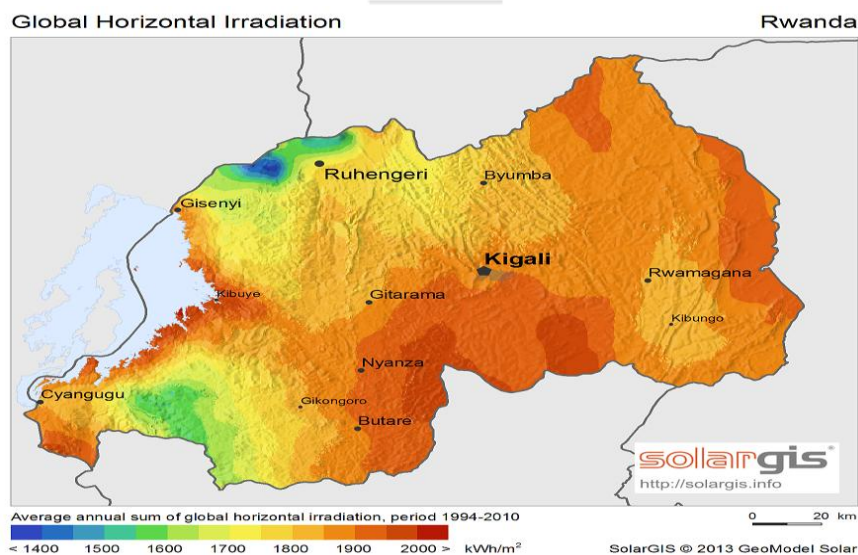 Global Horizontal Irradiation Rwanda
Ruhengeri
Byumba
Gisenyi
Kigali
Rwamagana
Kibuye
Gitarama
Kibungo
Nyanza
Cyangugu
Gikongoro
Butare
solargis
http://solargis.info
Average annual sum of global horizontal irradiation, period 1994-2010
0 20 km
< 1400 1500 1600 1700 1800 1900 2000 > kWh/m²
SolarGIS © 2013 GeoModel Solar